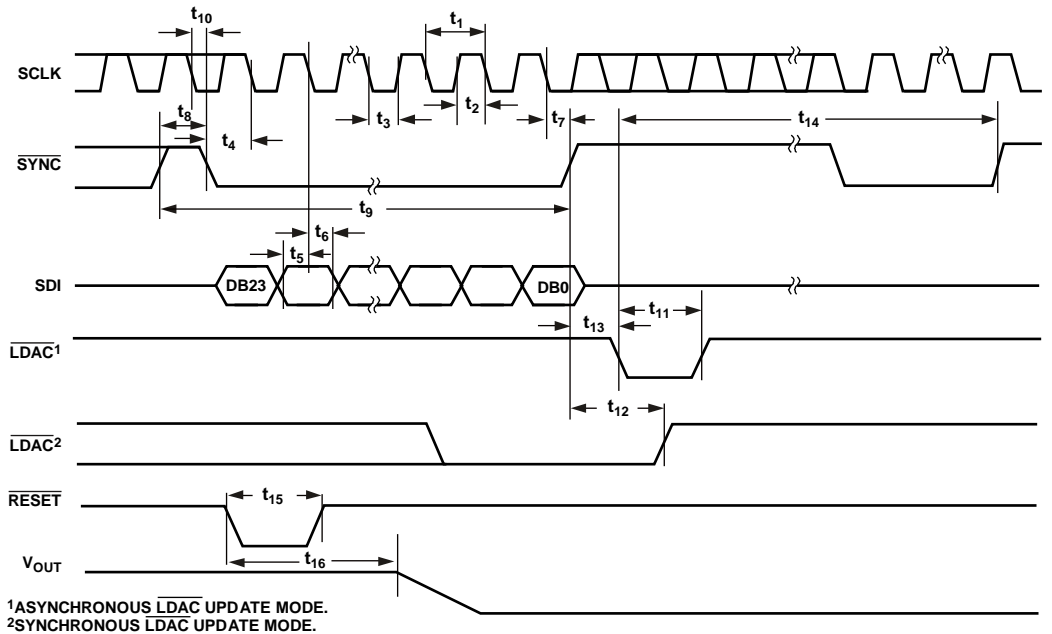 t10
t1
SCLK
t8
t4
t3
t2
t7
t14
SYNC
t9
t6
t5
SDI
DB23
DB0
t13
t11
LDAC1
t12
LDAC2
RESET
t15
VOUT
t16
1ASYNCHRONOUS LDAC UPDATE MODE.
2SYNCHRONOUS LDAC UPDATE MODE.